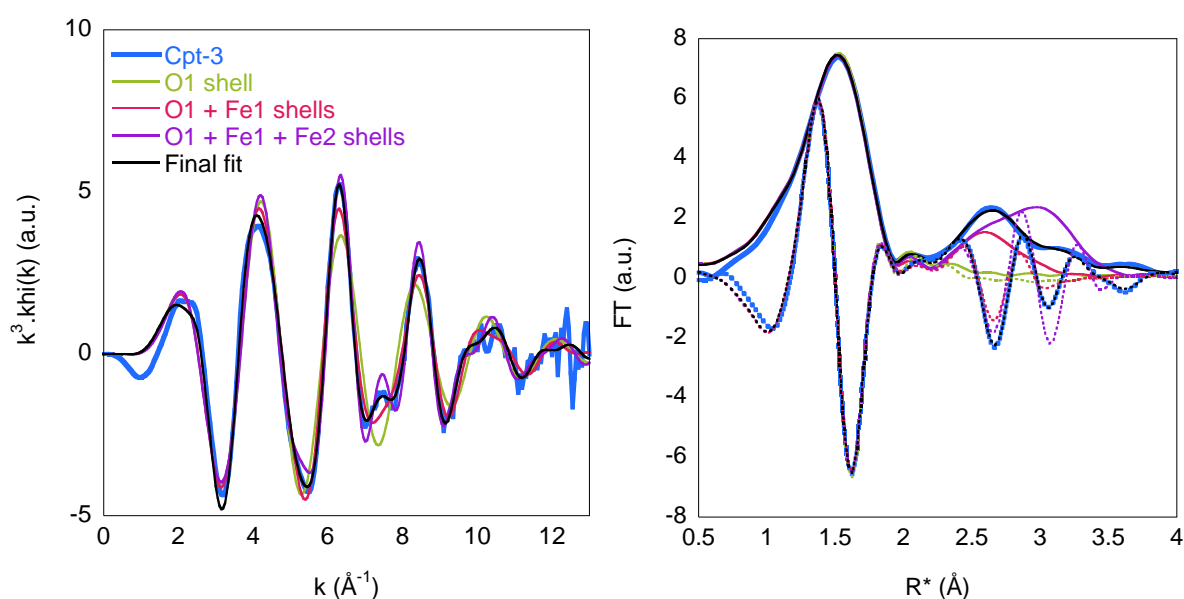 10
5
0
-5
k³.khi(k) (a.u.)
Cpt-3
O1 shell
O1 + Fe1 shells
O1 + Fe1 + Fe2 shells
Final fit
0 2 4 6 8 10 12
k (Å⁻¹)
8
6
4
2
0
-2
-4
-6
-8
FT (a.u.)
0.5 1 1.5 2 2.5 3 3.5 4
R* (Å)